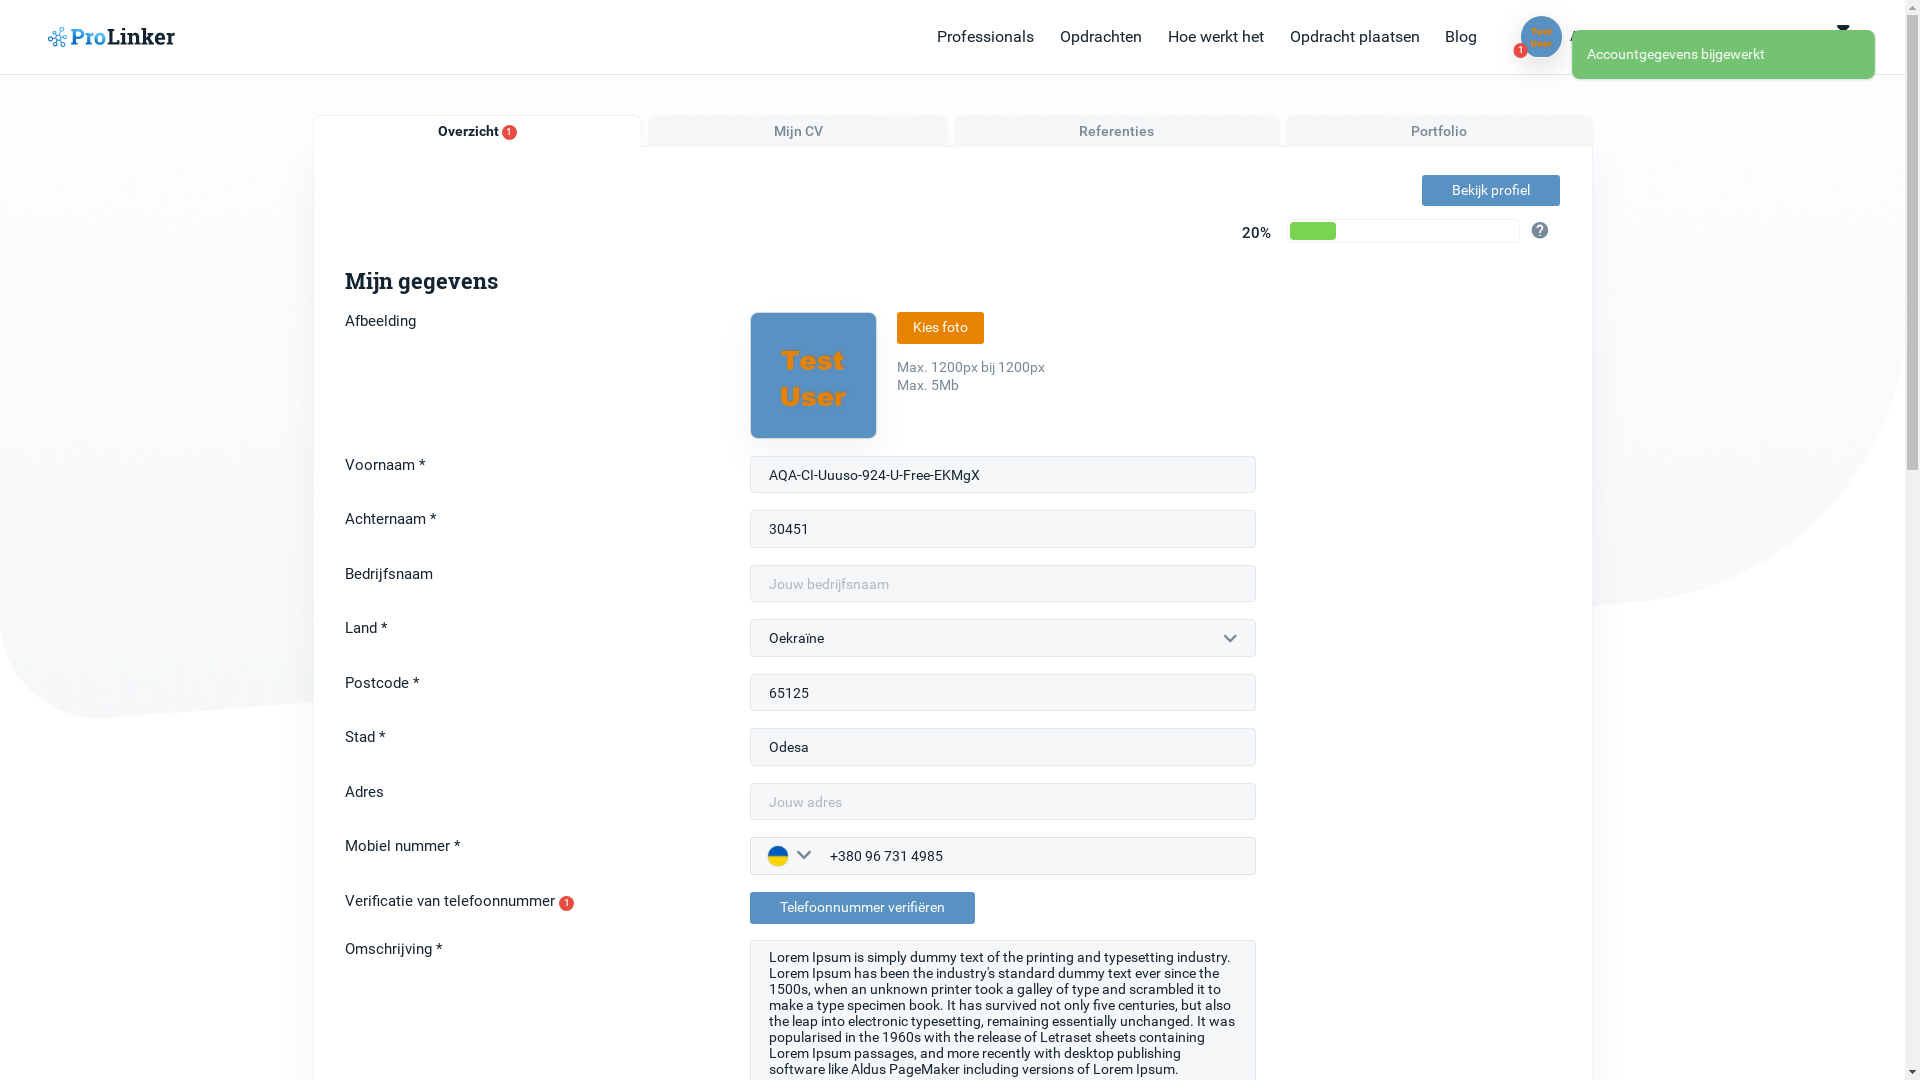 ProLinker
Professionals
Opdrachten
Hoe werkt het
Opdracht plaatsen
Blog
Test
User
1
Accountgegevens bijgewerkt
Overzicht 1
Mijn CV
Referenties
Portfolio
Bekijk profiel
20%
?
Mijn gegevens
Afbeelding
Test
User
Kies foto
Max. 1200px bij 1200px
Max. 5Mb
Voornaam *
AQA-CI-Uuuso-924-U-Free-EKMgX
Achternaam *
30451
Bedrijfsnaam
Jouw bedrijfsnaam
Land *
Oekraïne
Postcode *
65125
Stad *
Odesa
Adres
Jouw adres
Mobiel nummer *
+380 96 731 4985
Verificatie van telefoonnummer 1
Telefoonnummer verifiëren
Omschrijving *
Lorem Ipsum is simply dummy text of the printing and typesetting industry.
Lorem Ipsum has been the industry's standard dummy text ever since the
1500s, when an unknown printer took a galley of type and scrambled it to
make a type specimen book. It has survived not only five centuries, but also
the leap into electronic typesetting, remaining essentially unchanged. It was
popularised in the 1960s with the release of Letraset sheets containing
Lorem Ipsum passages, and more recently with desktop publishing
software like Aldus PageMaker including versions of Lorem Ipsum.